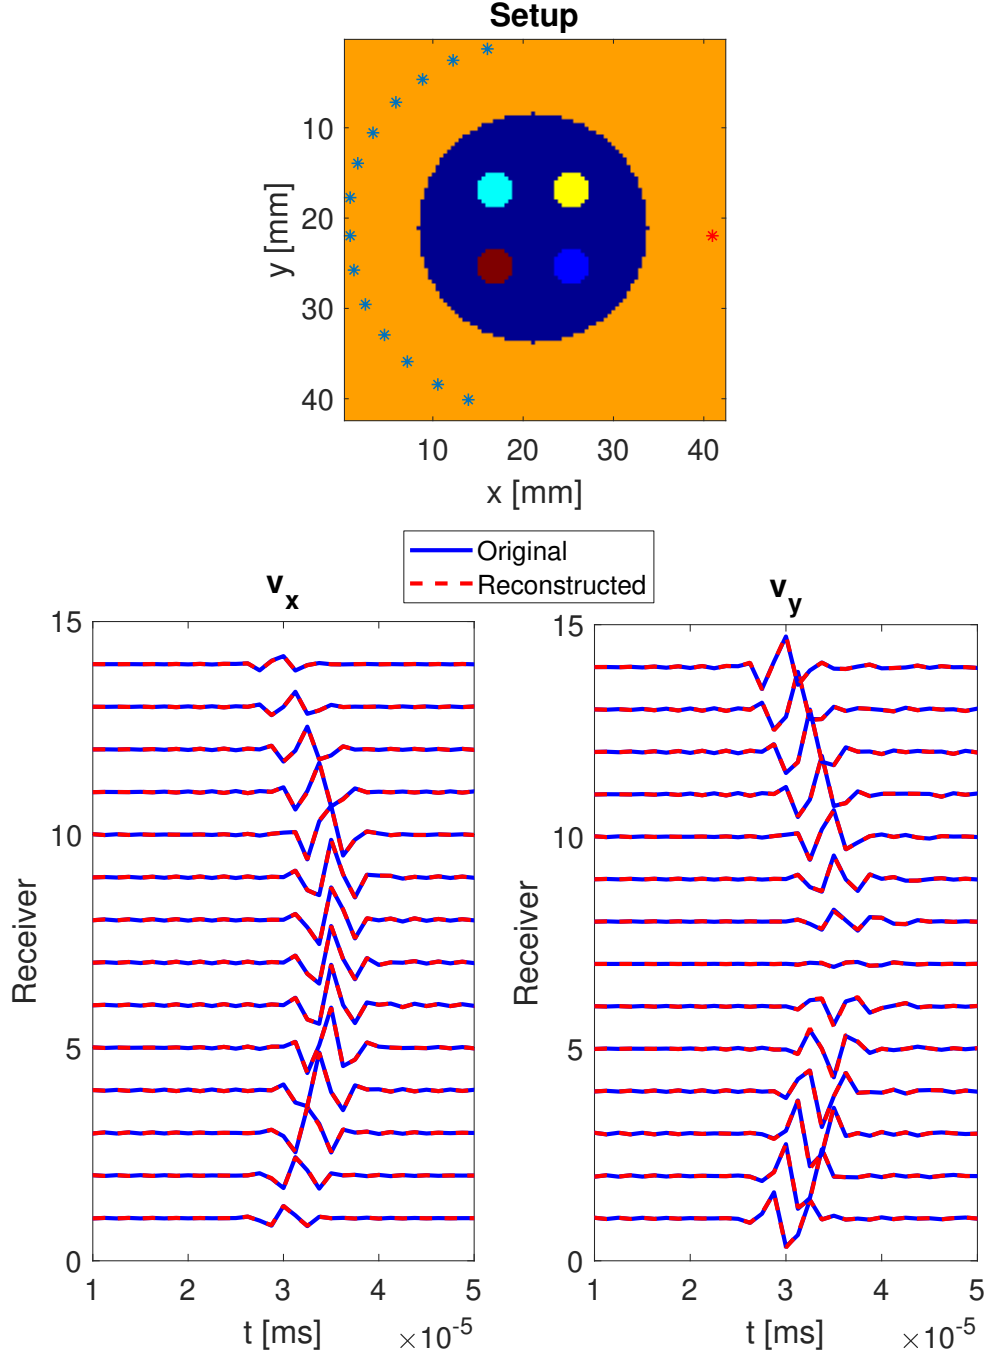 Setup
10
20
30
40
y [mm]
10 20 30 40
x [mm]
Original
Reconstructed
v_x
v_y
15
10
5
0
Receiver
1 2 3 4 5
t [ms]
×10^-5
15
10
5
0
Receiver
1 2 3 4 5
t [ms]
×10^-5